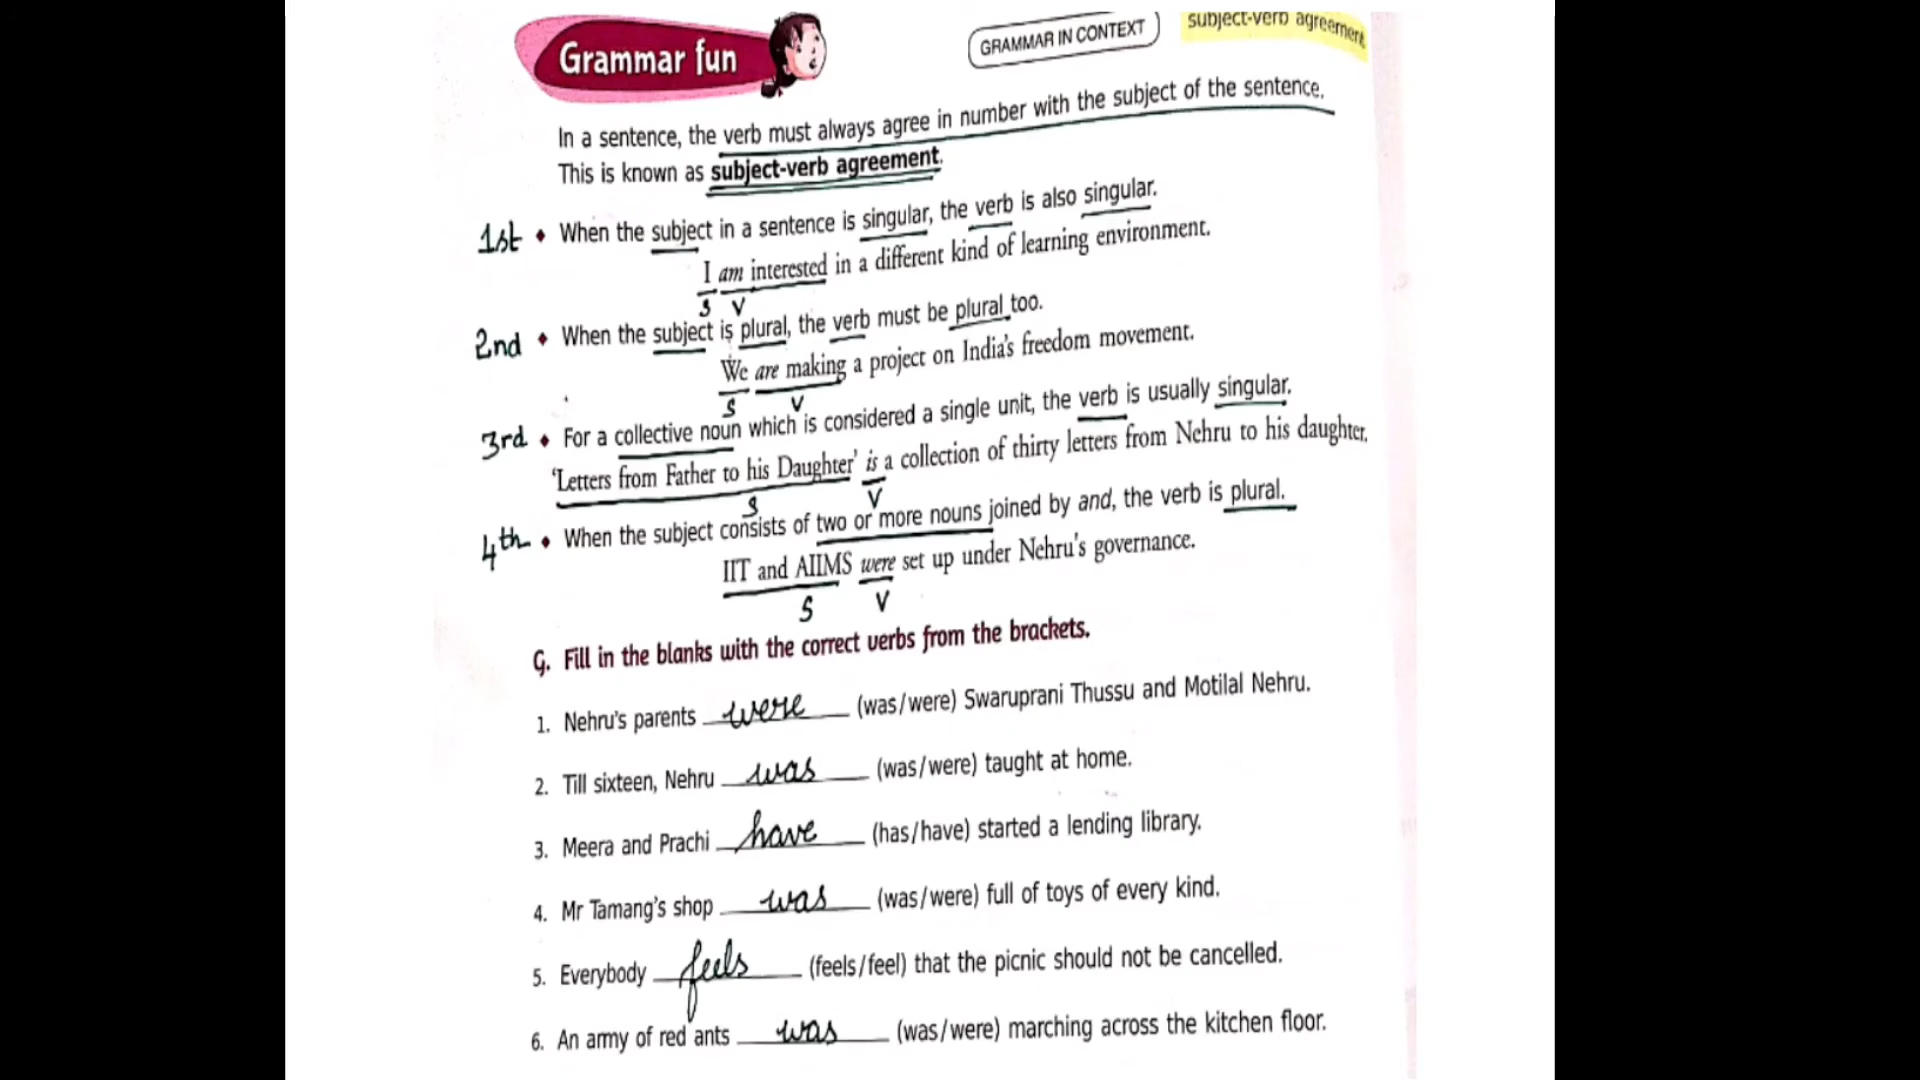 Grammar fun
GRAMMAR IN CONTEXT
subject-verb agreement
In a sentence, the verb must always agree in number with the subject of the sentence.
This is known as subject-verb agreement.
1st ♦ When the subject in a sentence is singular, the verb is also singular.
I am interested in a different kind of learning environment.
S V
2nd ♦ When the subject is plural, the verb must be plural too.
We are making a project on India's freedom movement.
S V
3rd ♦ For a collective noun which is considered a single unit, the verb is usually singular.
'Letters from Father to his Daughter' is a collection of thirty letters from Nehru to his daughter.
S V
4th ♦ When the subject consists of two or more nouns joined by and, the verb is plural.
IIT and AIIMS were set up under Nehru's governance.
S V
G. Fill in the blanks with the correct verbs from the brackets.
1. Nehru's parents were (was/were) Swaruprani Thussu and Motilal Nehru.
2. Till sixteen, Nehru was (was/were) taught at home.
3. Meera and Prachi have (has/have) started a lending library.
4. Mr Tamang's shop was (was/were) full of toys of every kind.
5. Everybody feels (feels/feel) that the picnic should not be cancelled.
6. An army of red ants was (was/were) marching across the kitchen floor.